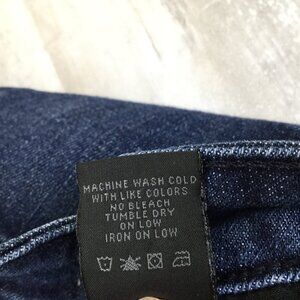 MACHINE WASH COLD
WITH LIKE COLORS
NO BLEACH
TUMBLE DRY
ON LOW
IRON ON LOW